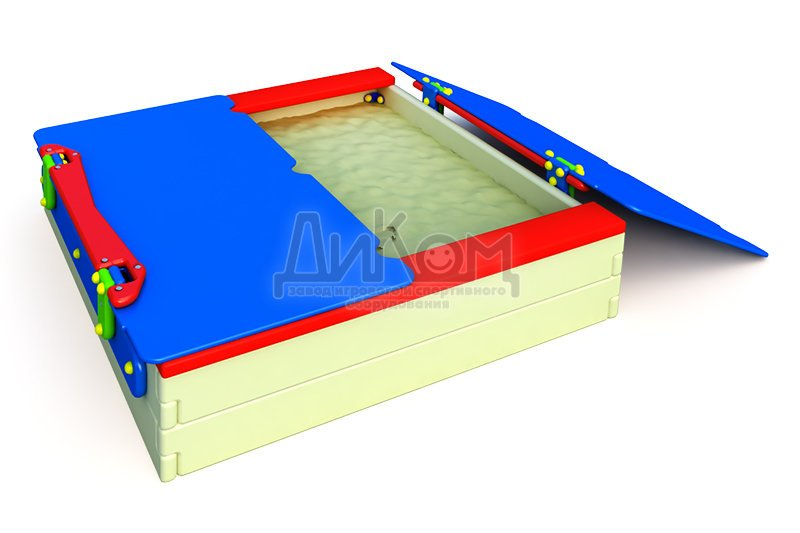 ДиКом
завод игрового и спортивного
оборудования